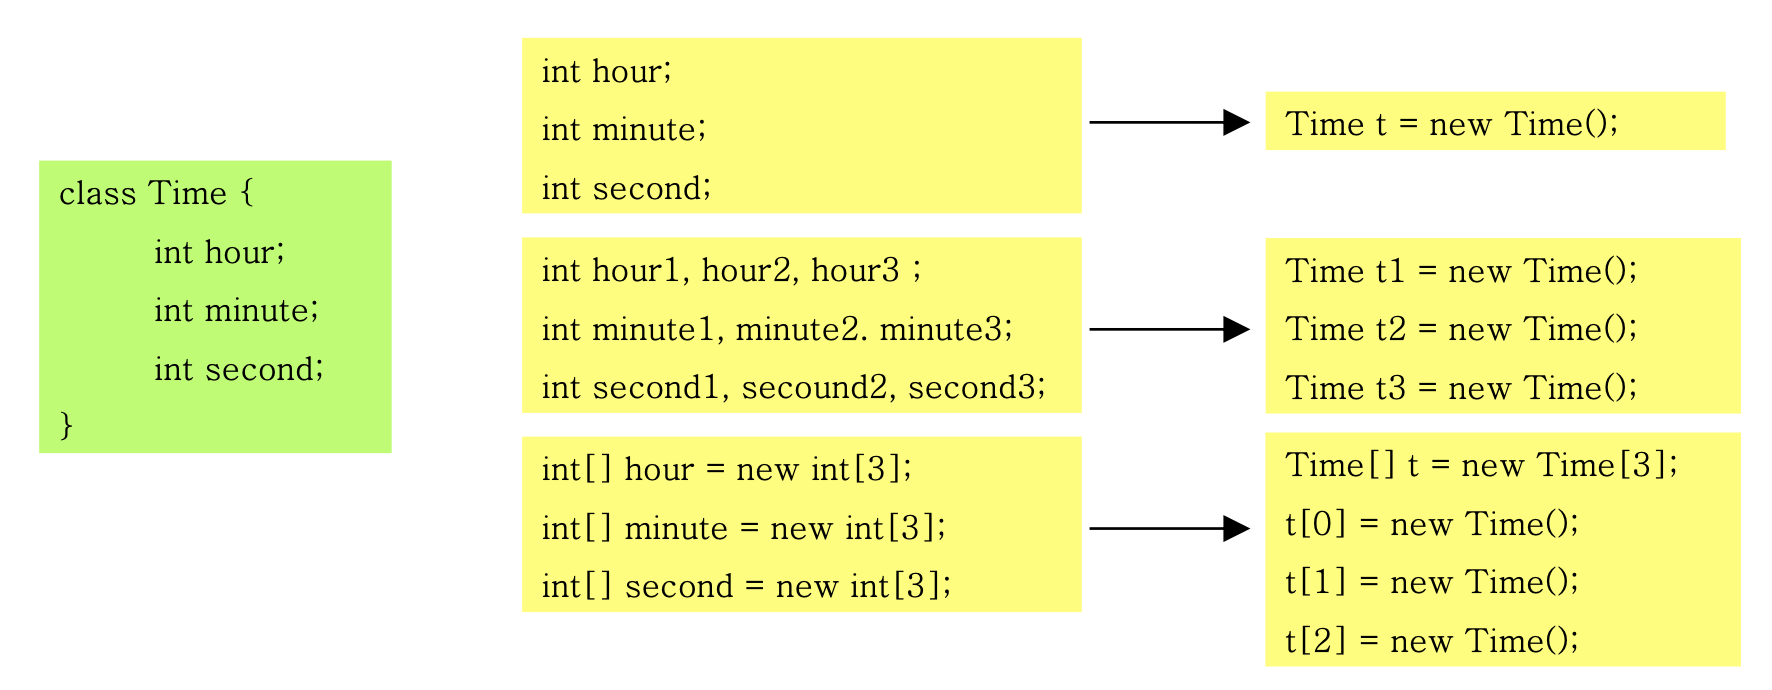 class Time {
int hour;
int minute;
int second;
}
int hour;
int minute;
int second;
Time t = new Time();
int hour1, hour2, hour3 ;
int minute1, minute2. minute3;
int second1, secound2, second3;
Time t1 = new Time();
Time t2 = new Time();
Time t3 = new Time();
int[] hour = new int[3];
int[] minute = new int[3];
int[] second = new int[3];
Time[] t = new Time[3];
t[0] = new Time();
t[1] = new Time();
t[2] = new Time();